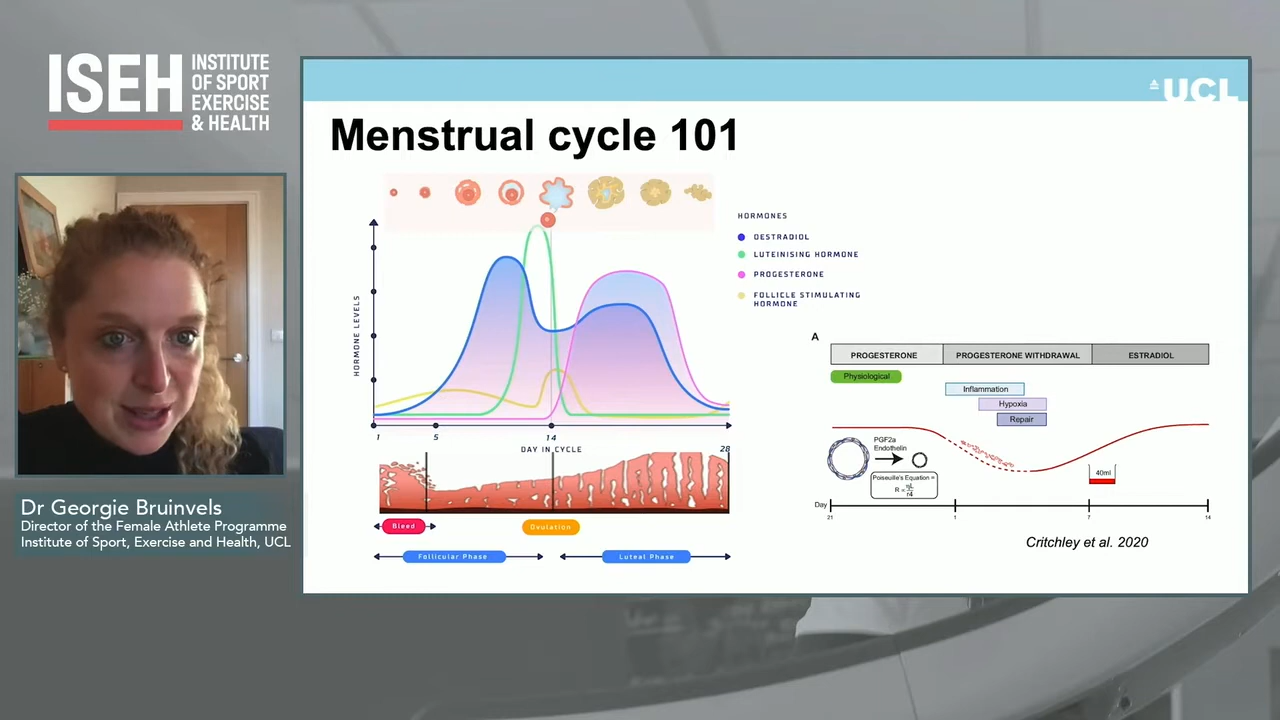 ISEH
INSTITUTE
OF SPORT
EXERCISE
& HEALTH
UCL
Menstrual cycle 101
HORMONES
OESTRADIOL
LUTEINISING HORMONE
PROGESTERONE
FOLLICLE STIMULATING
HORMONE
HORMONE LEVELS
1
5
14
28
DAY IN CYCLE
Bleed
Ovulation
Follicular Phase
Luteal Phase
A
PROGESTERONE
PROGESTERONE WITHDRAWAL
ESTRADIOL
Physiological
Inflammation
Hypoxia
Repair
PGF2a
Endothelin
Poiseuille's Equation =
40ml
Day
21
1
7
14
Critchley et al. 2020
Dr Georgie Bruinvels
Director of the Female Athlete Programme
Institute of Sport, Exercise and Health, UCL